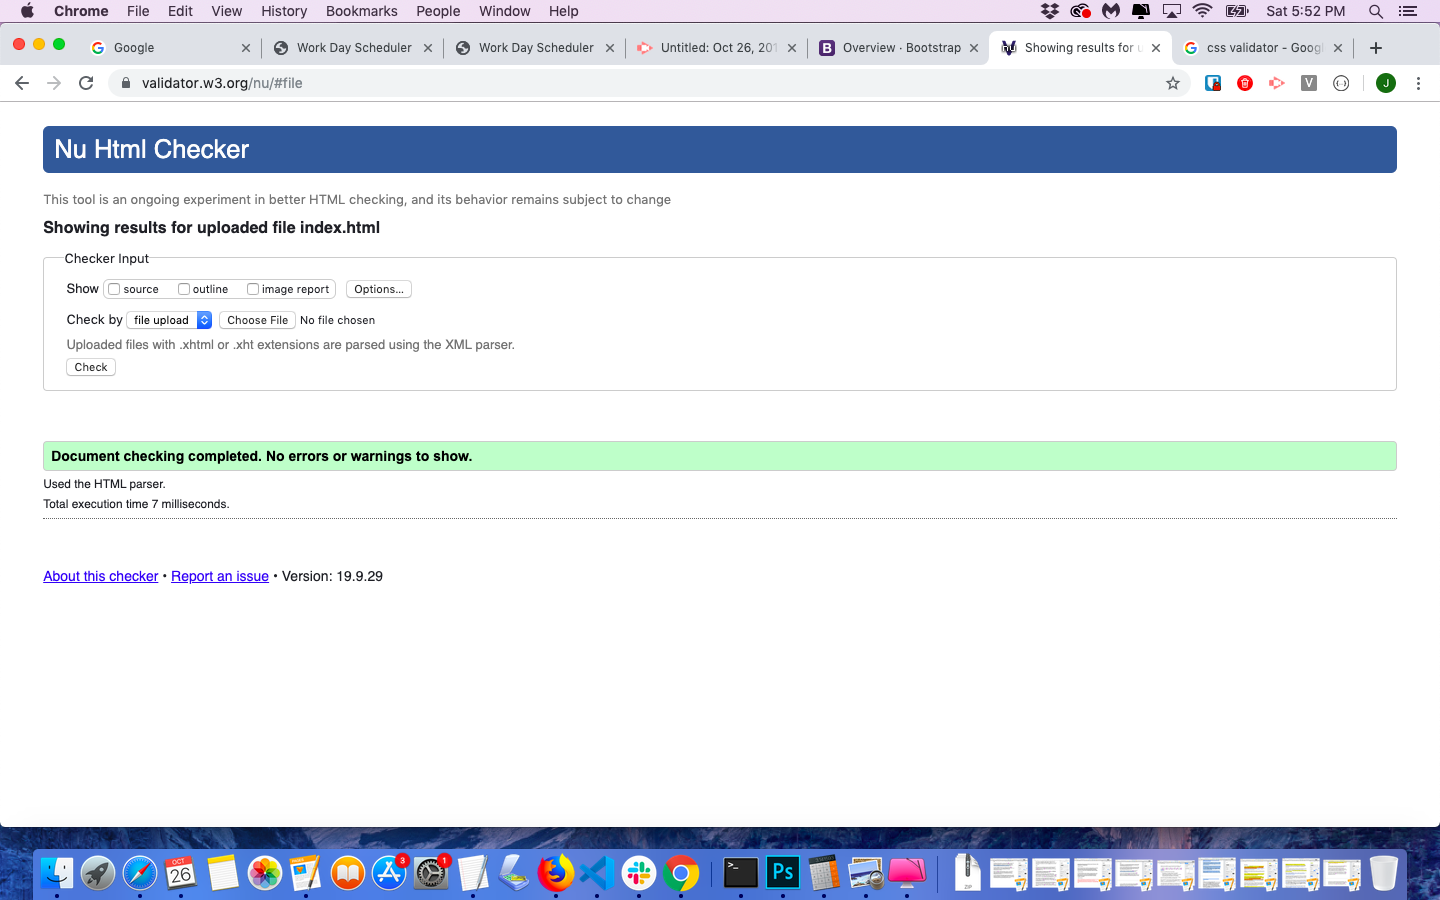 Chrome File Edit View History Bookmarks People Window Help Sat 5:52 PM
Google Work Day Scheduler Work Day Scheduler Untitled: Oct 26, 201 Overview · Bootstrap Showing results for u css validator - Googl
validator.w3.org/nu/#file V J
Nu Html Checker
This tool is an ongoing experiment in better HTML checking, and its behavior remains subject to change
Showing results for uploaded file index.html
Checker Input
Show source outline image report Options...
Check by file upload Choose File No file chosen
Uploaded files with .xhtml or .xht extensions are parsed using the XML parser.
Check
Document checking completed. No errors or warnings to show.
Used the HTML parser.
Total execution time 7 milliseconds.
About this checker • Report an issue • Version: 19.9.29
OCT 3 1
26 >_ Ps ZIP